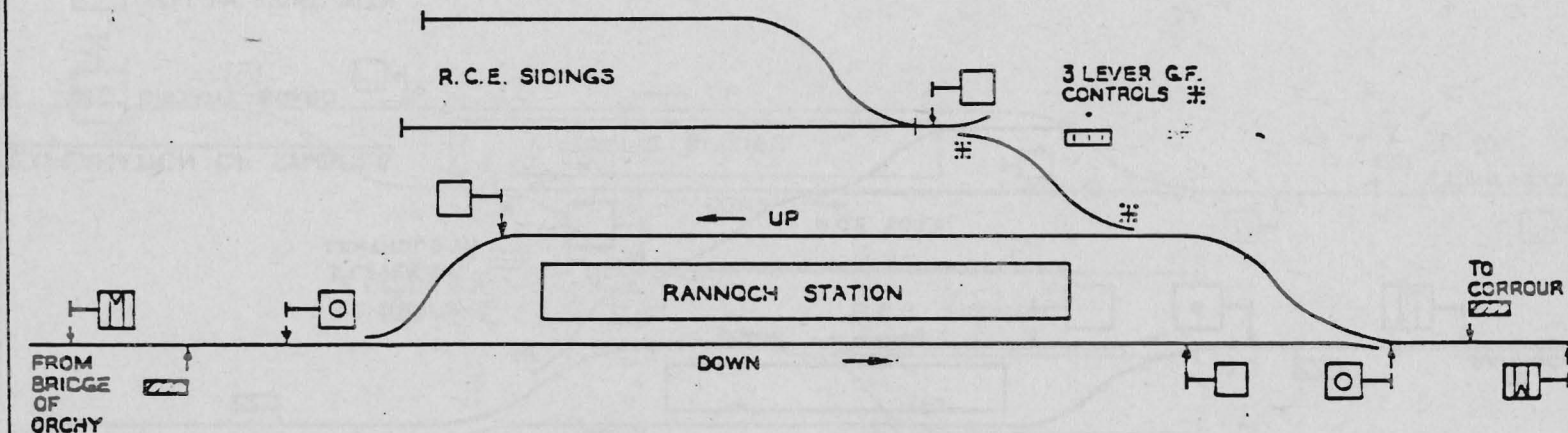 R.C.E. SIDINGS
3 LEVER G.F.
CONTROLS
UP
RANNOCH STATION
TO
CORROUR
FROM
BRIDGE
OF
ORCHY
DOWN